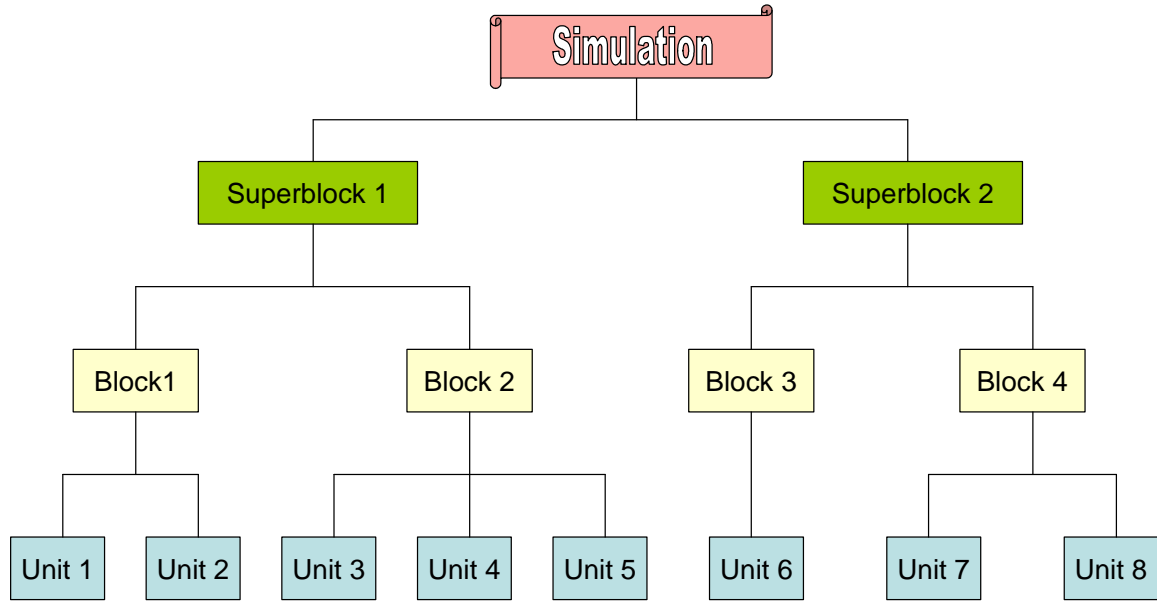 Simulation
Superblock 1
Superblock 2
Block1
Block 2
Block 3
Block 4
Unit 1
Unit 2
Unit 3
Unit 4
Unit 5
Unit 6
Unit 7
Unit 8